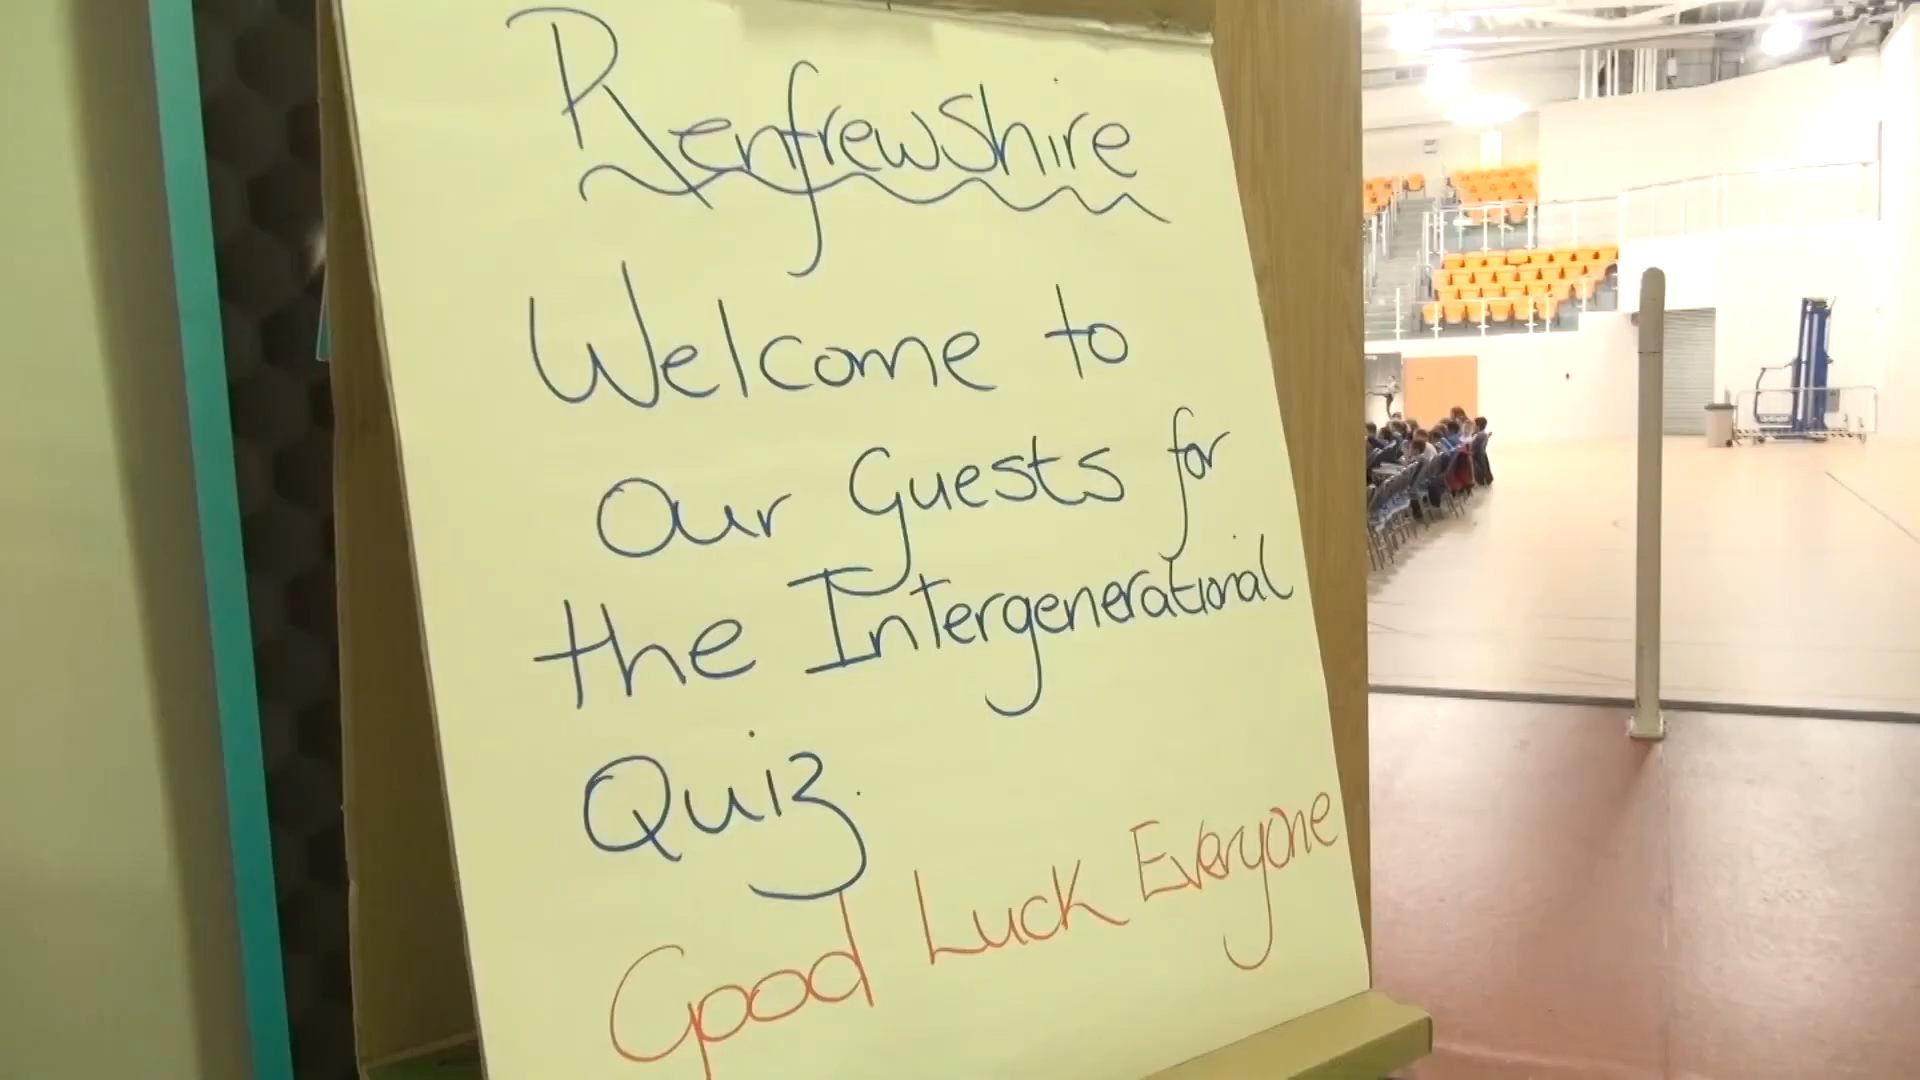 Renfrewshire
Welcome to
Our Guests for
the Intergenerational
Quiz.
Good Luck Everyone